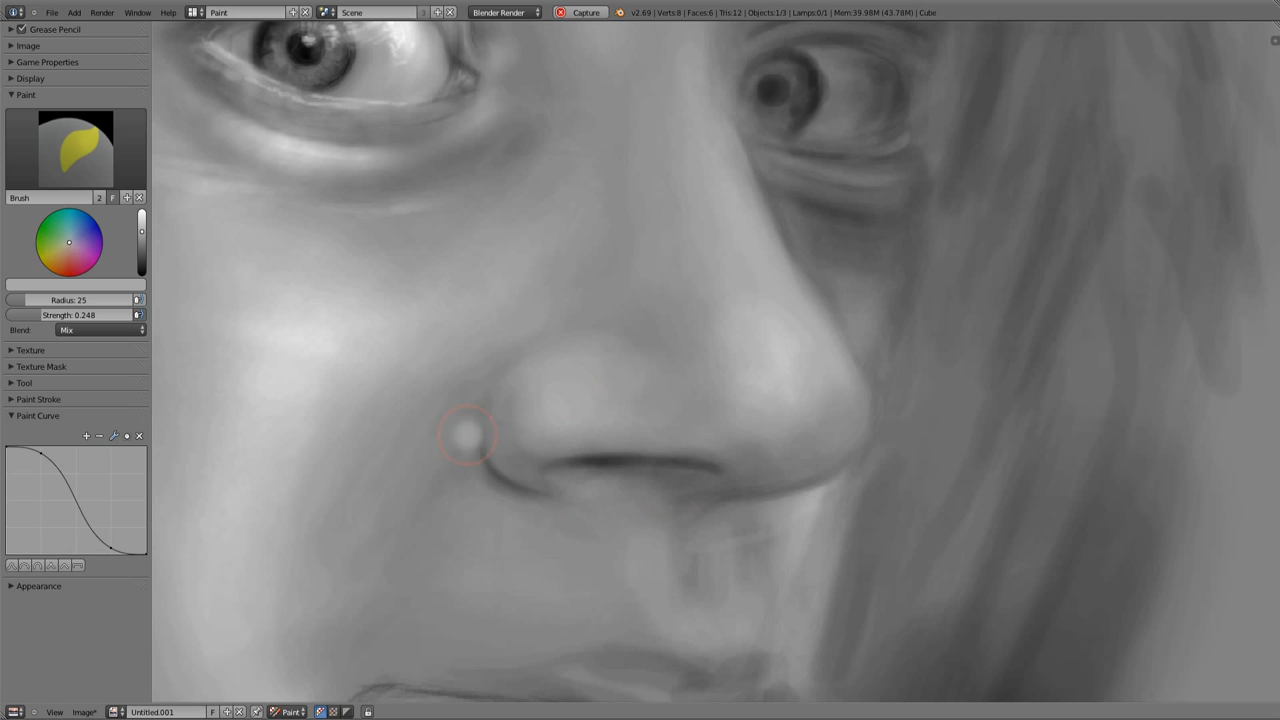 File Add Render Window Help Paint Scene 3 Blender Render Capture v2.69 | Verts:8 | Faces:6 | Tris:12 | Objects:1/3 | Lamps:0/1 | Mem:39.98M (43.78M) | Cube
Grease Pencil
Image
Game Properties
Display
Paint
Brush 2 F
Radius: 25
Strength: 0.248
Blend: Mix
Texture
Texture Mask
Tool
Paint Stroke
Paint Curve
Appearance
View Image* Untitled.001 F Paint